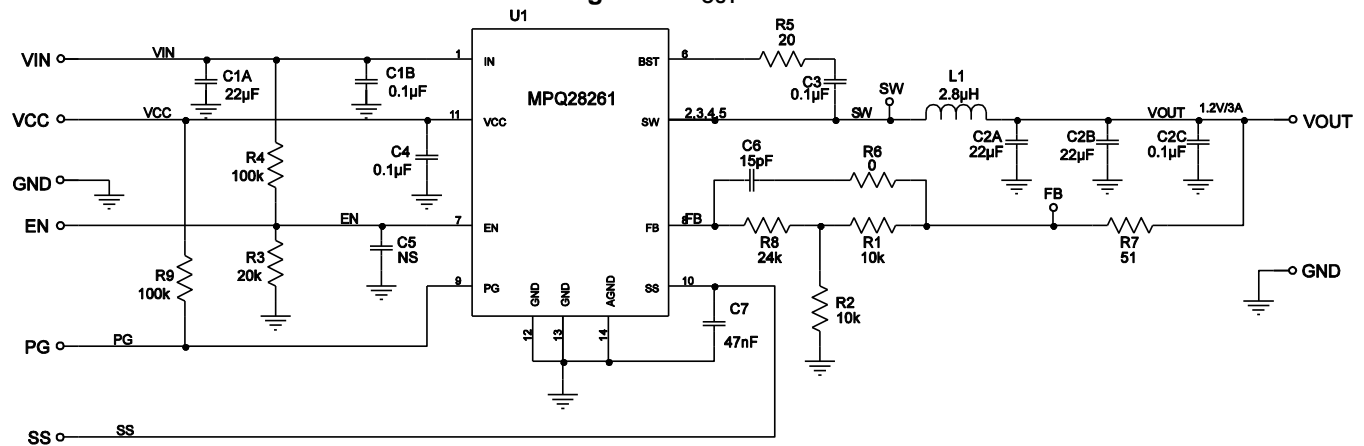 U1
R5
20
VIN
VIN
1
IN
BST
6
C1A
22µF
C1B
0.1µF
MPQ28261
C3
0.1µF
SW
L1
2.8µH
VCC
VCC
11
VCC
SW
2,3,4,5
SW
VOUT
1.2V/3A
VOUT
R4
100k
C4
0.1µF
C6
15pF
R6
0
C2A
22µF
C2B
22µF
C2C
0.1µF
GND
FB
EN
EN
7
EN
FB
8
FB
R8
24k
R1
10k
R7
51
C5
NS
R3
20k
R9
100k
9
PG
GND
GND
AGND
SS
10
C7
47nF
R2
10k
GND
12
13
14
PG
PG
SS
SS